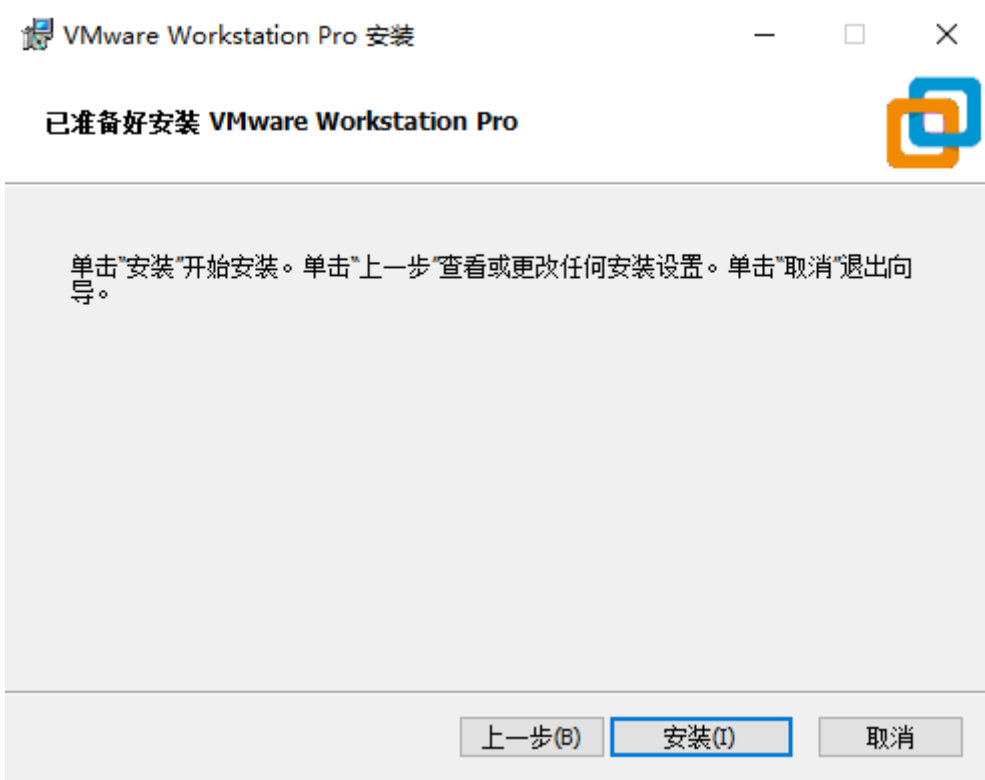 VMware Workstation Pro 安装
已准备好安装 VMware Workstation Pro
单击“安装”开始安装。单击“上一步”查看或更改任何安装设置。单击“取消”退出向
导。
上一步(B) 安装(I) 取消